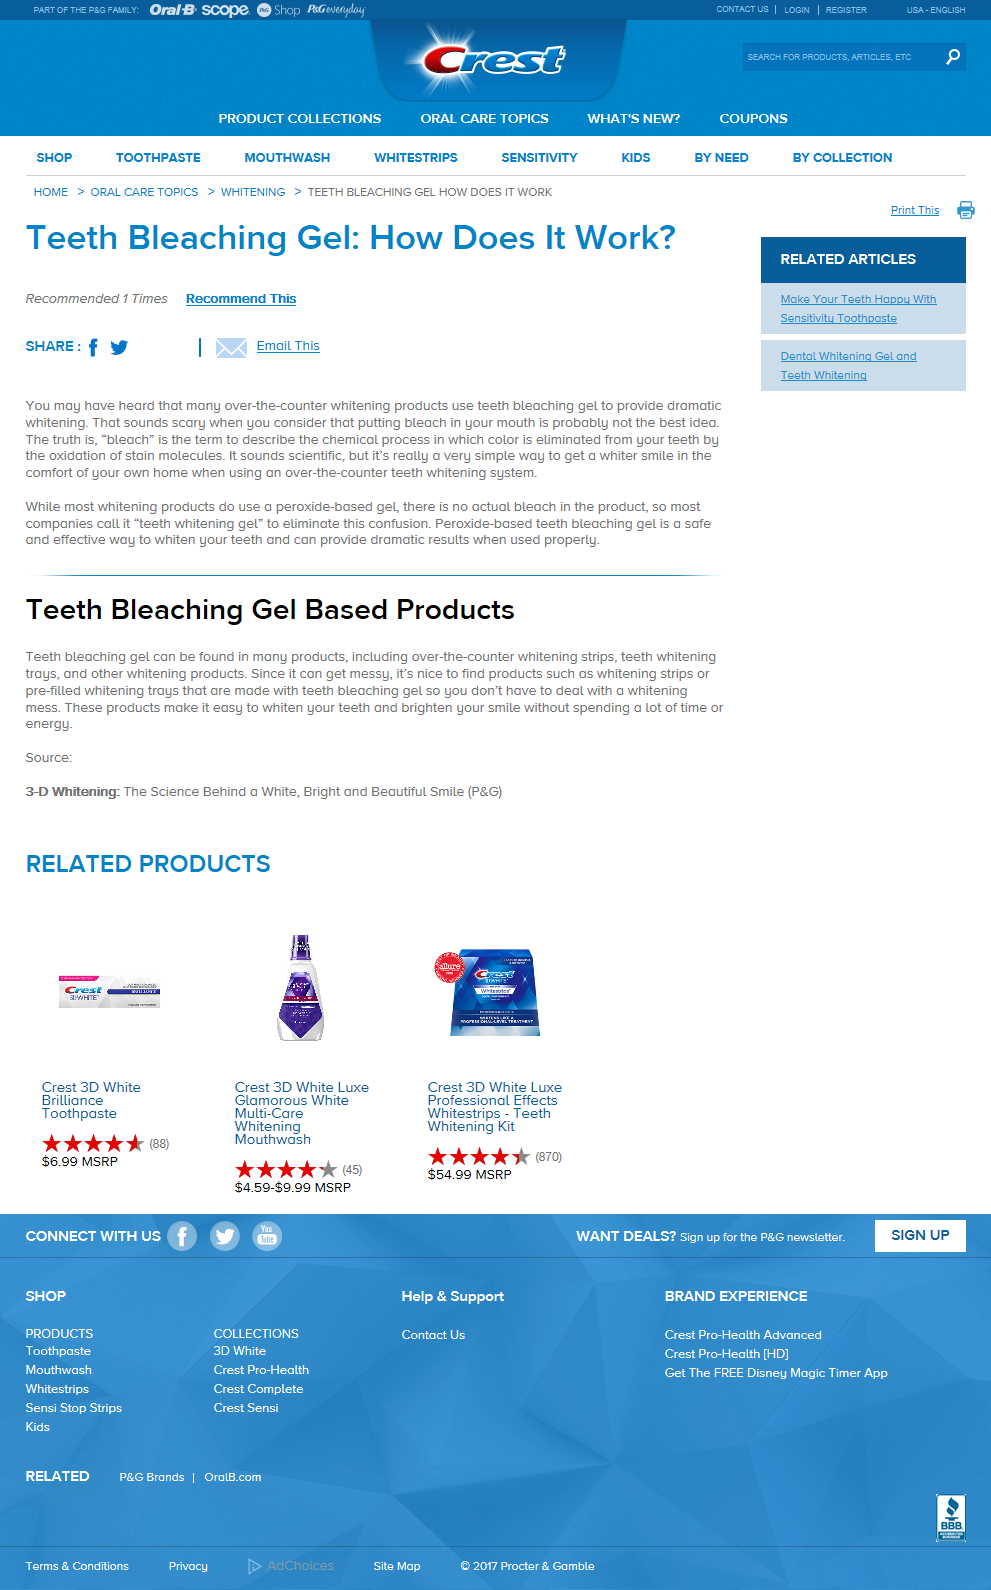 PART OF THE P&G FAMILY: Oral-B scope P&G Shop P&G everyday
CONTACT US | LOGIN | REGISTER USA - ENGLISH
Crest
SEARCH FOR PRODUCTS, ARTICLES, ETC
PRODUCT COLLECTIONS ORAL CARE TOPICS WHAT'S NEW? COUPONS
SHOP TOOTHPASTE MOUTHWASH WHITESTRIPS SENSITIVITY KIDS BY NEED BY COLLECTION
HOME > ORAL CARE TOPICS > WHITENING > TEETH BLEACHING GEL HOW DOES IT WORK
Print This
Teeth Bleaching Gel: How Does It Work?
RELATED ARTICLES
Make Your Teeth Happy With
Sensitivity Toothpaste
Dental Whitening Gel and
Teeth Whitening
Recommended 1 Times Recommend This
SHARE : | Email This
You may have heard that many over-the-counter whitening products use teeth bleaching gel to provide dramatic
whitening. That sounds scary when you consider that putting bleach in your mouth is probably not the best idea.
The truth is, “bleach” is the term to describe the chemical process in which color is eliminated from your teeth by
the oxidation of stain molecules. It sounds scientific, but it’s really a very simple way to get a whiter smile in the
comfort of your own home when using an over-the-counter teeth whitening system.
While most whitening products do use a peroxide-based gel, there is no actual bleach in the product, so most
companies call it “teeth whitening gel” to eliminate this confusion. Peroxide-based teeth bleaching gel is a safe
and effective way to whiten your teeth and can provide dramatic results when used properly.
Teeth Bleaching Gel Based Products
Teeth bleaching gel can be found in many products, including over-the-counter whitening strips, teeth whitening
trays, and other whitening products. Since it can get messy, it’s nice to find products such as whitening strips or
pre-filled whitening trays that are made with teeth bleaching gel so you don’t have to deal with a whitening
mess. These products make it easy to whiten your teeth and brighten your smile without spending a lot of time or
energy.
Source:
3-D Whitening: The Science Behind a White, Bright and Beautiful Smile (P&G)
RELATED PRODUCTS
Crest
3D WHITE
BRILLIANCE
allure
Crest
3D WHITE
Whitestrips
PROFESSIONAL-LEVEL TREATMENT
Crest 3D White
Brilliance
Toothpaste
(88)
$6.99 MSRP
Crest 3D White Luxe
Glamorous White
Multi-Care
Whitening
Mouthwash
(45)
$4.59-$9.99 MSRP
Crest 3D White Luxe
Professional Effects
Whitestrips - Teeth
Whitening Kit
(870)
$54.99 MSRP
CONNECT WITH US You Tube
WANT DEALS? Sign up for the P&G newsletter. SIGN UP
SHOP
PRODUCTS
Toothpaste
Mouthwash
Whitestrips
Sensi Stop Strips
Kids
COLLECTIONS
3D White
Crest Pro-Health
Crest Complete
Crest Sensi
Help & Support
Contact Us
BRAND EXPERIENCE
Crest Pro-Health Advanced
Crest Pro-Health [HD]
Get The FREE Disney Magic Timer App
RELATED P&G Brands | OralB.com
BBB
ACCREDITED
BUSINESS
Terms & Conditions Privacy AdChoices Site Map © 2017 Procter & Gamble